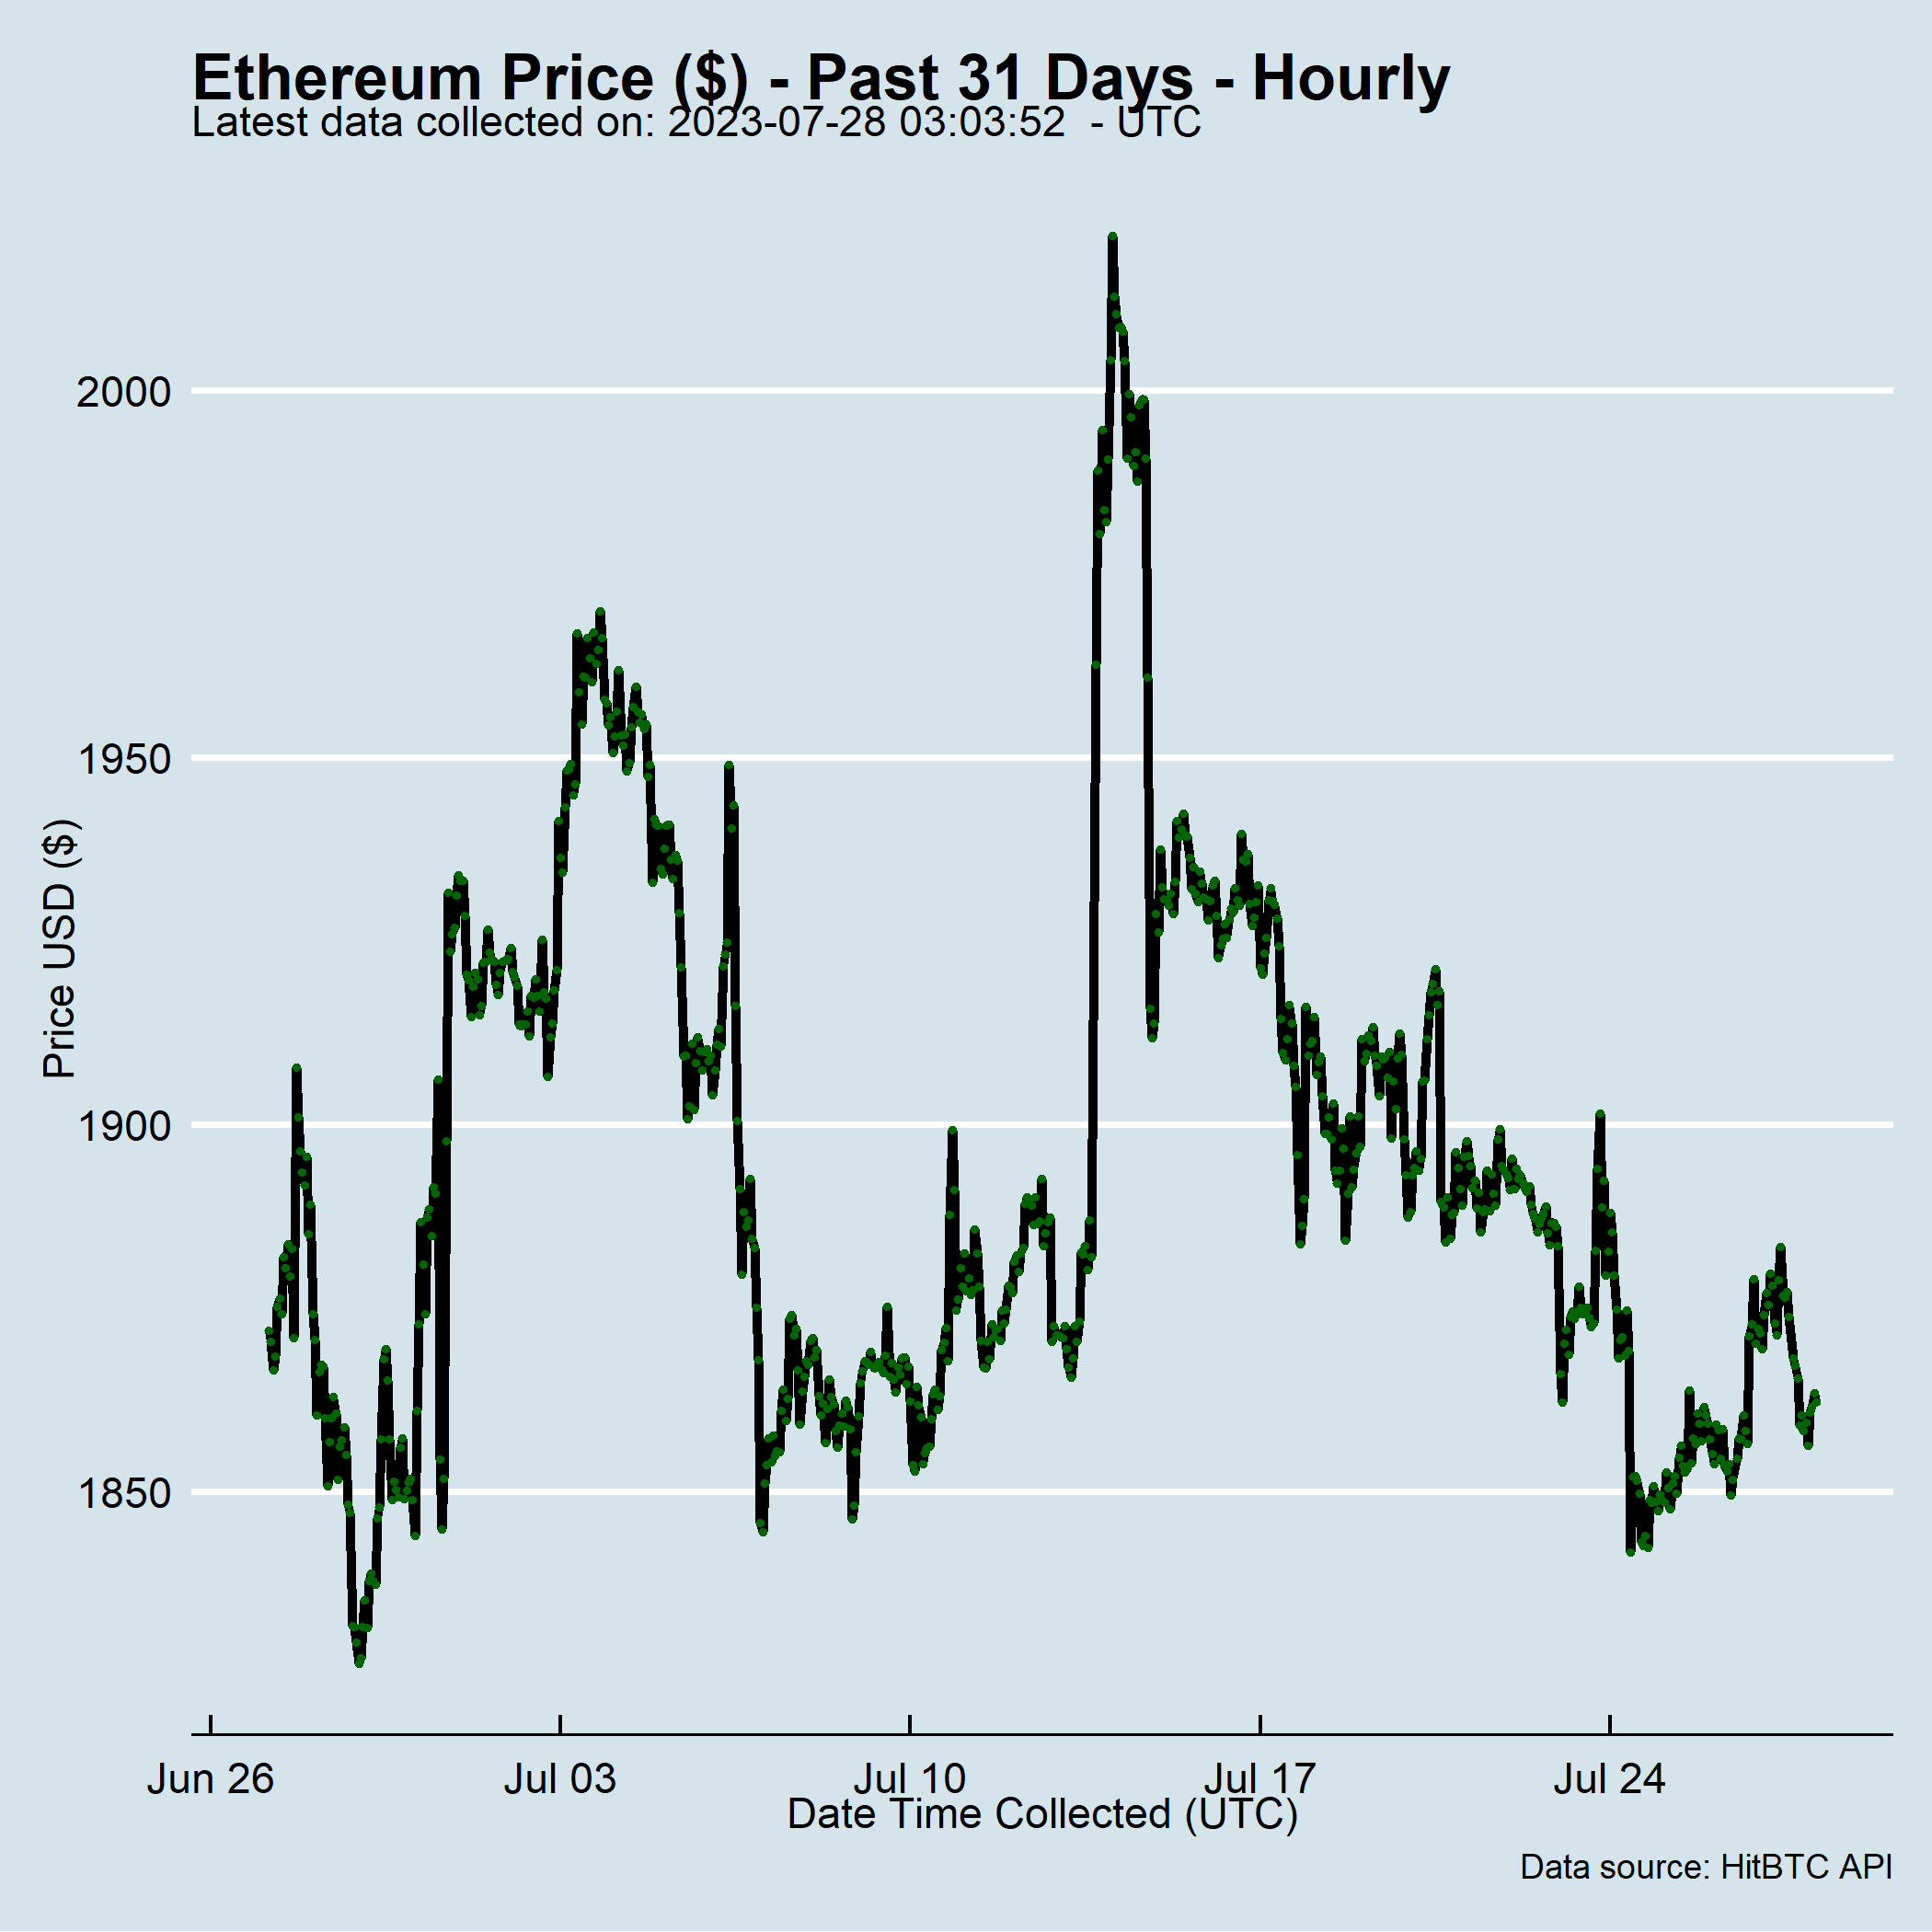 Ethereum Price ($) - Past 31 Days - Hourly
Latest data collected on: 2023-07-28 03:03:52  - UTC
2000
1950
1900
1850
Price USD ($)
Jun 26
Jul 03
Jul 10
Jul 17
Jul 24
Date Time Collected (UTC)
Data source: HitBTC API